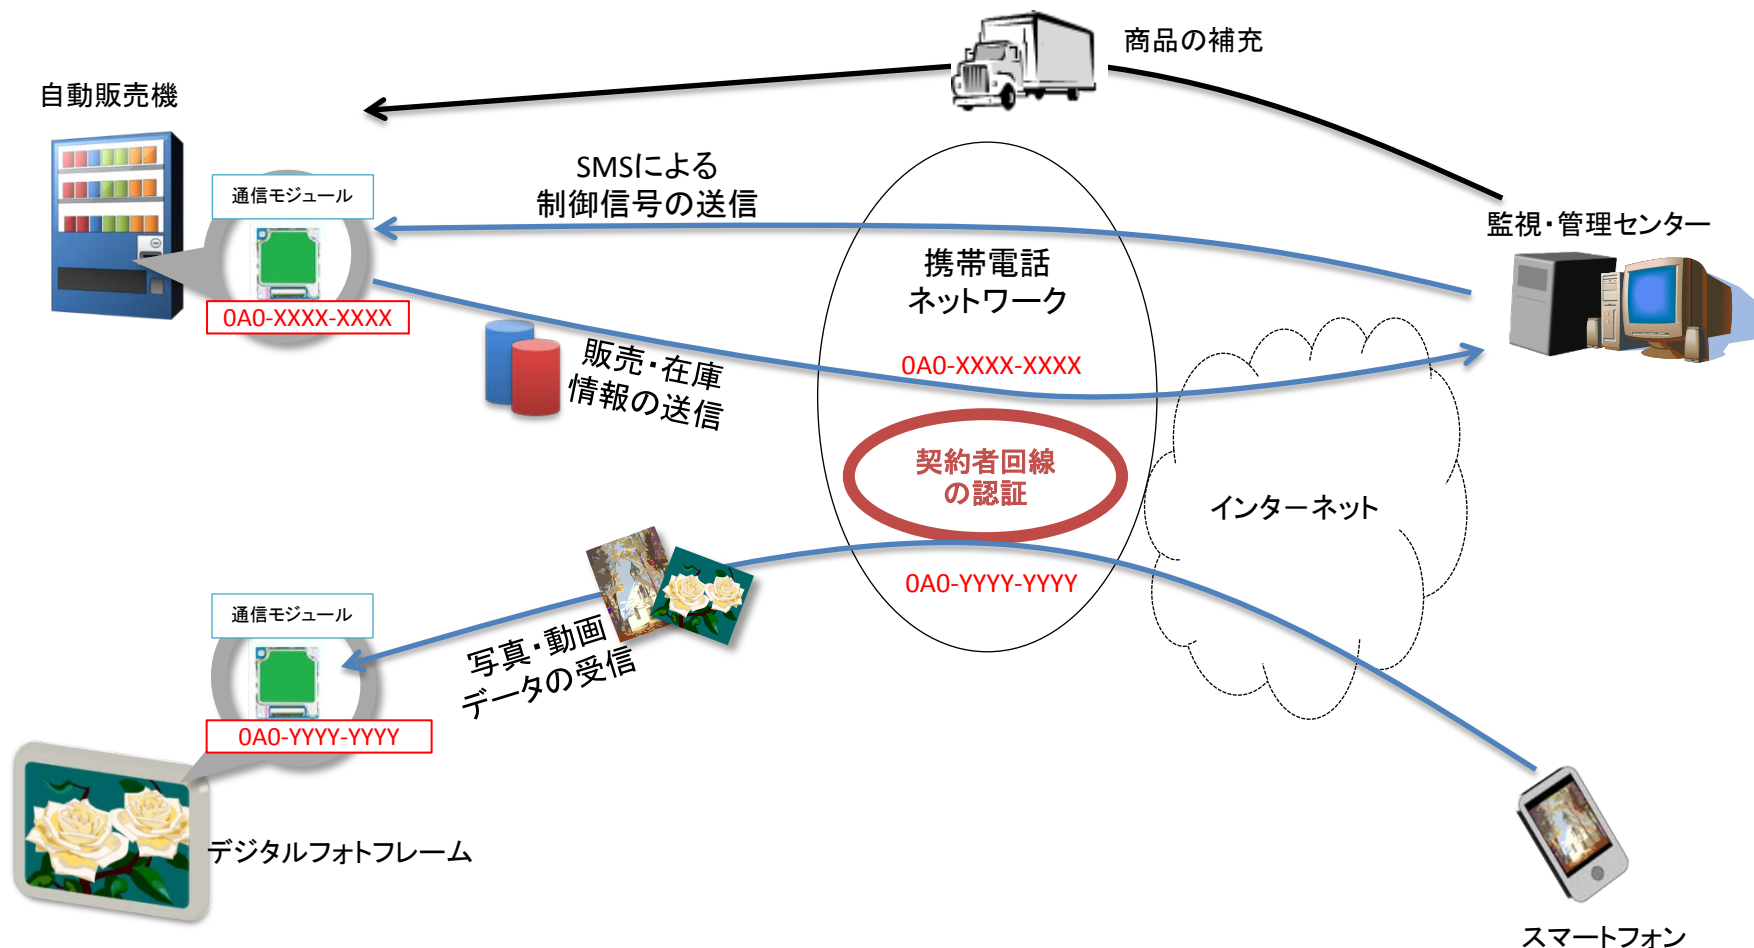 商品の補充
自動販売機
SMSによる
制御信号の送信
通信モジュール
監視・管理センター
携帯電話
ネットワーク
0A0-XXXX-XXXX
販売・在庫
情報の送信
0A0-XXXX-XXXX
契約者回線
の認証
インターネット
0A0-YYYY-YYYY
通信モジュール
写真・動画
データの受信
0A0-YYYY-YYYY
デジタルフォトフレーム
スマートフォン